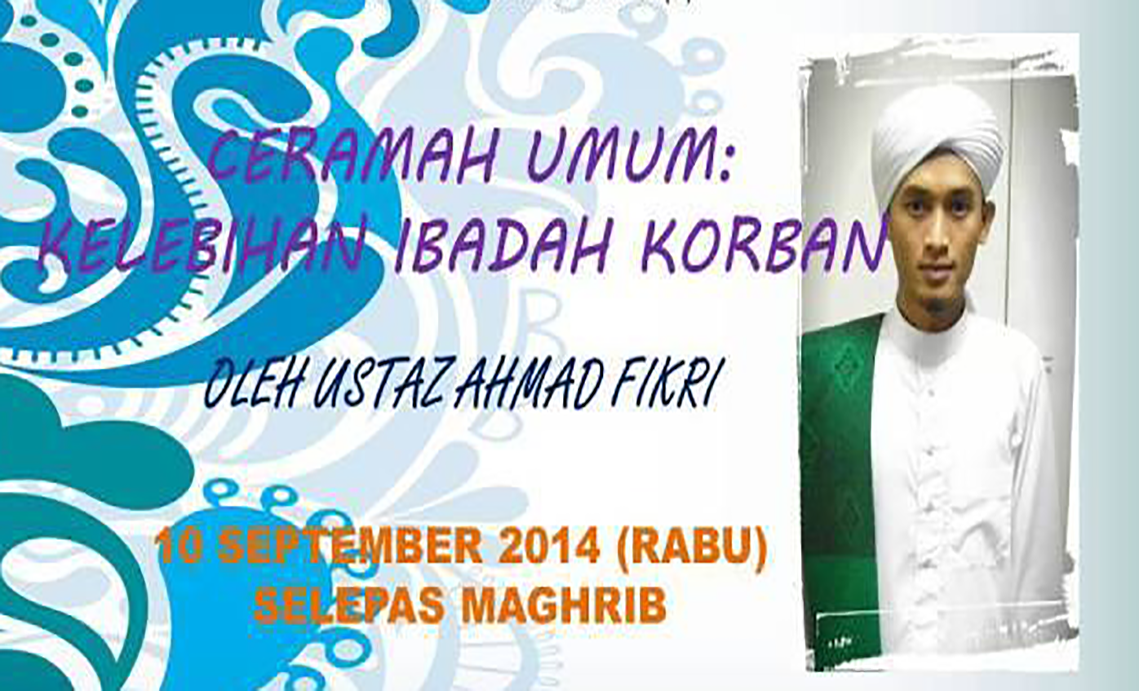 CERAMAH UMUM:
KELEBIHAN IBADAH KORBAN
OLEH USTAZ AHMAD FIKRI
10 SEPTEMBER 2014 (RABU)
SELEPAS MAGHRIB